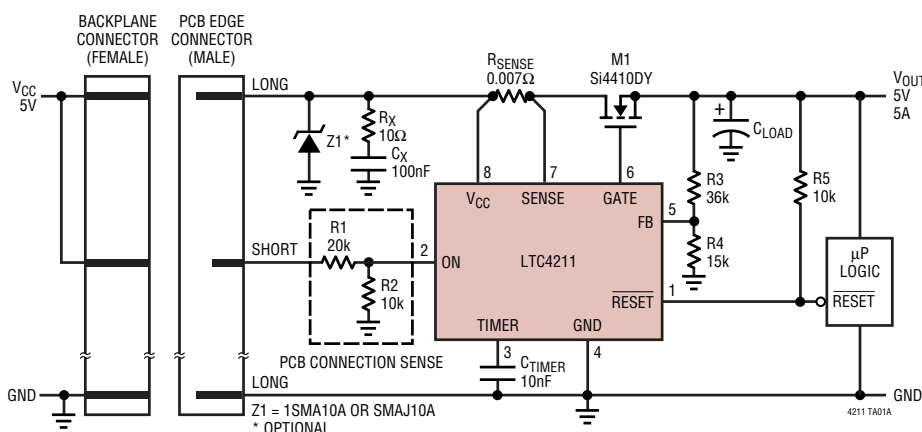 BACKPLANE
CONNECTOR
(FEMALE)
PCB EDGE
CONNECTOR
(MALE)
VCC
5V
LONG
Z1*
RX
10Ω
CX
100nF
RSENSE
0.007Ω
M1
Si4410DY
VOUT
5V
5A
+
CLOAD
8
7
6
VCC
SENSE
GATE
5
FB
R3
36k
R4
15k
R5
10k
SHORT
R1
20k
R2
10k
2
ON
LTC4211
1
RESET
µP
LOGIC
RESET
TIMER
GND
3
4
PCB CONNECTION SENSE
CTIMER
10nF
GND
LONG
GND
Z1 = 1SMA10A OR SMAJ10A
* OPTIONAL
4211 TA01A